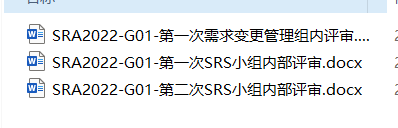 SRA2022-G01-第一次需求变更管理组内评审....
SRA2022-G01-第一次SRS小组内部评审.docx
SRA2022-G01-第二次SRS小组内部评审.docx